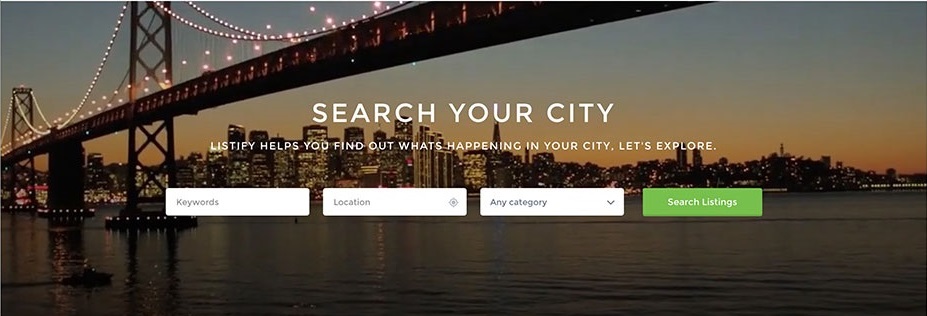 SEARCH YOUR CITY
LISTIFY HELPS YOU FIND OUT WHATS HAPPENING IN YOUR CITY, LET'S EXPLORE.
Keywords Location Any category Search Listings